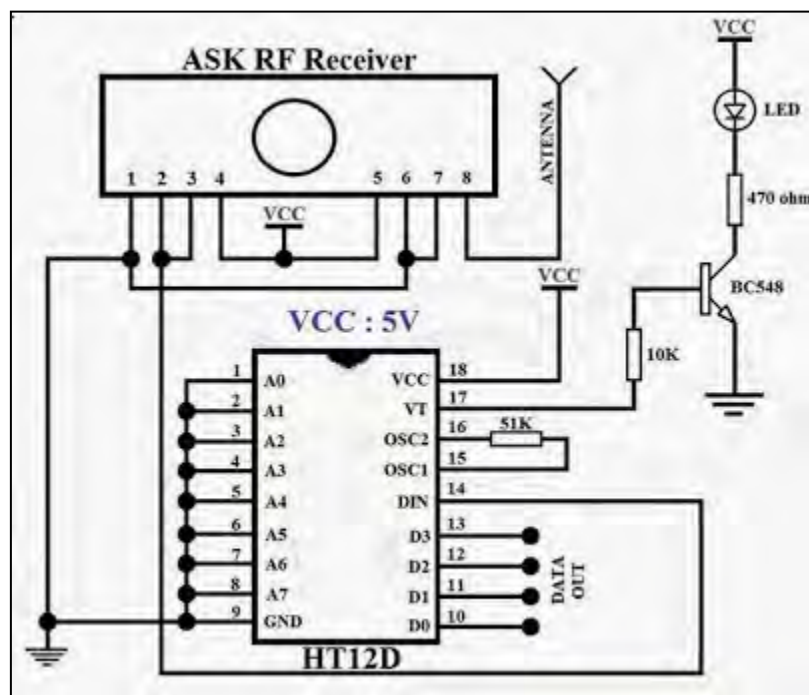 ASK RF Receiver
1 2 3 4 5 6 7 8
VCC
ANTENNA
VCC
LED
470 ohm
VCC
BC548
10K
VCC : 5V
1 A0
2 A1
3 A2
4 A3
5 A4
6 A5
7 A6
8 A7
9 GND
VCC 18
VT 17
OSC2 16
51K
OSC1 15
DIN 14
D3 13
D2 12
D1 11
D0 10
DATA
OUT
HT12D